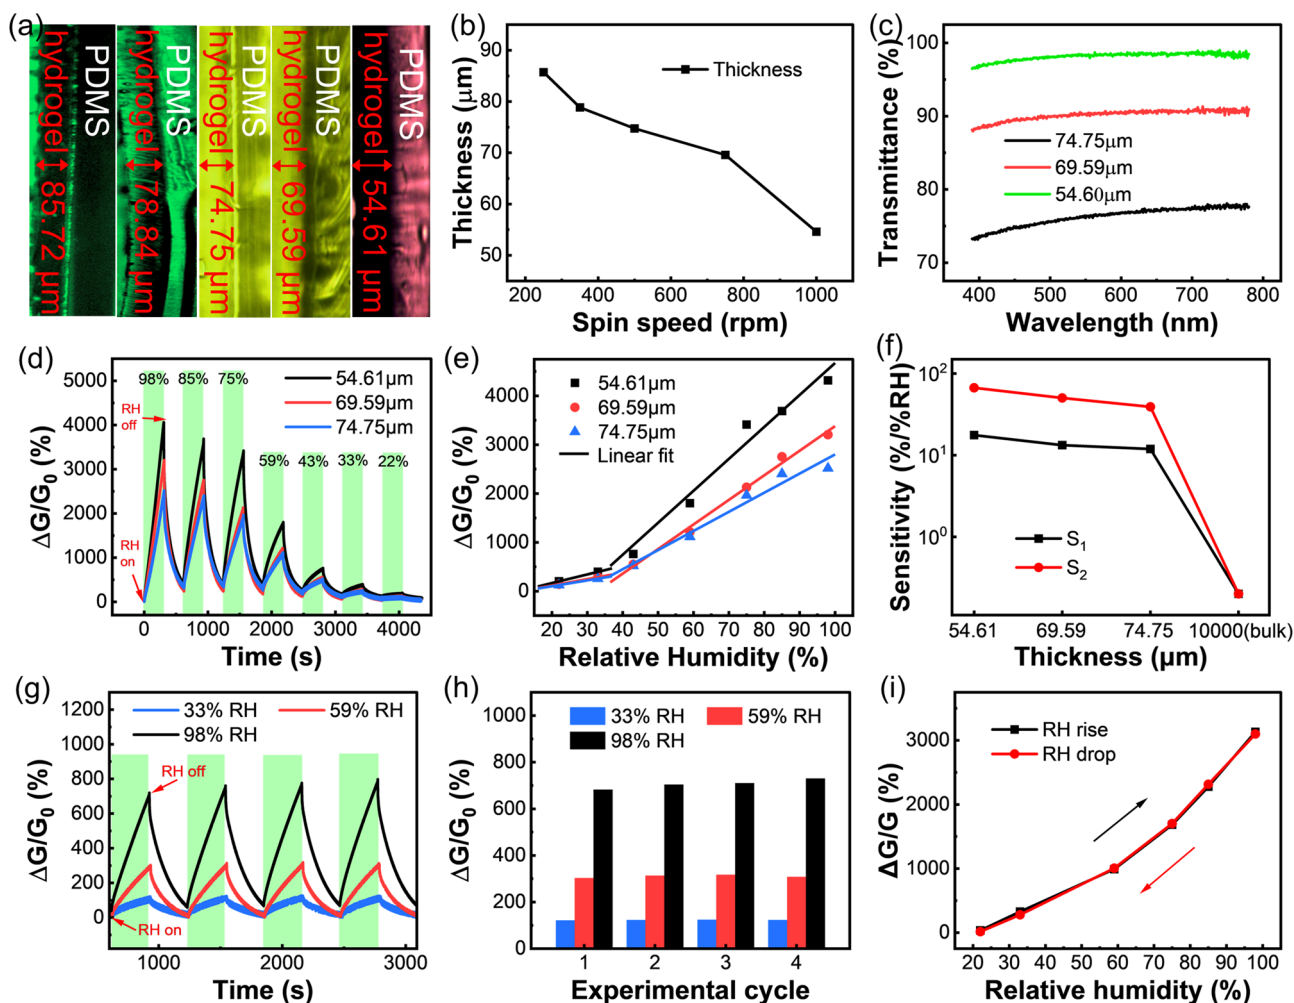 (a)
PDMS
hydrogel
85.72 μm
PDMS
hydrogel
78.84 μm
PDMS
hydrogel
74.75 μm
PDMS
hydrogel
69.59 μm
PDMS
hydrogel
54.61 μm
(b)
Thickness (μm)
90
80
70
60
50
Thickness
200 400 600 800 1000
Spin speed (rpm)
(c)
Transmittance (%)
100
90
80
70
74.75μm
69.59μm
54.60μm
400 500 600 700 800
Wavelength (nm)
(d)
ΔG/G0 (%)
5000
4000
3000
2000
1000
0
98% 85% 75%
54.61μm
69.59μm
74.75μm
RH
off
59% 43% 33% 22%
RH
on
0 1000 2000 3000 4000
Time (s)
(e)
ΔG/G0 (%)
4000
3000
2000
1000
0
54.61μm
69.59μm
74.75μm
Linear fit
20 30 40 50 60 70 80 90 100
Relative Humidity (%)
(f)
Sensitivity (%/%RH)
10²
10¹
10⁰
S1
S2
54.61 69.59 74.75 10000(bulk)
Thickness (μm)
(g)
ΔG/G0 (%)
1200
1000
800
600
400
200
0
33% RH 59% RH
98% RH
RH off
RH on
1000 2000 3000
Time (s)
(h)
ΔG/G0 (%)
1000
800
600
400
200
0
33% RH 59% RH
98% RH
1 2 3 4
Experimental cycle
(i)
ΔG/G (%)
3000
2000
1000
0
RH rise
RH drop
20 30 40 50 60 70 80 90 100
Relative humidity (%)